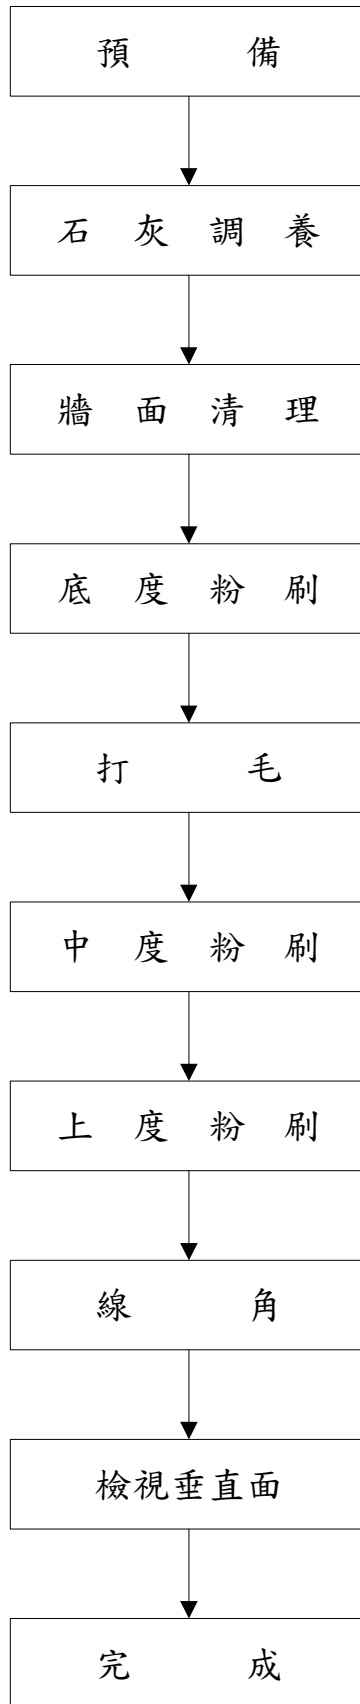 預備
石灰調養
牆面清理
底度粉刷
打毛
中度粉刷
上度粉刷
線角
檢視垂直面
完成